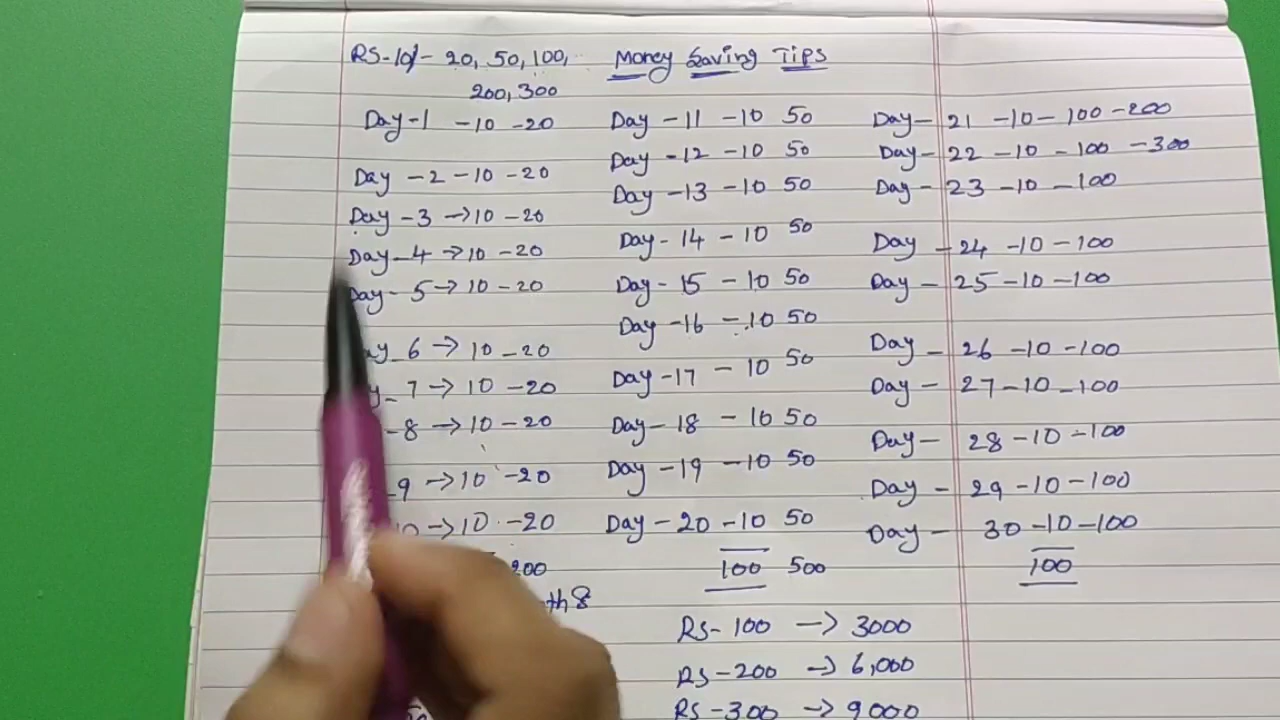 RS-10/- 20, 50, 100,
200, 300
Money Saving Tips
Day-1 -10 -20
Day -2 -10 -20
Day -3 →10 -20
Day -4 →10 -20
Day - 5→10 -20
6 → 10 -20
7 → 10 -20
-8 →10 -20
9 →10 -20
→10 -20
200
Day -11 -10 50
Day -12 -10 50
Day -13 -10 50
Day- 14 -10 50
Day- 15 -10 50
Day -16 -10 50
Day -17 - 10 50
Day- 18 - 10 50
Day -19 -10 50
Day -20 -10 50
100 500
Day- 21 -10- 100 -200
Day- 22 -10 -100 -300
Day - 23 -10 -100
Day -24 -10 -100
Day - 25 -10 -100
Day - 26 -10 -100
Day - 27 -10 -100
Day- 28 -10 -100
Day - 29 -10 -100
Day- 30 -10 -100
100
RS- 100 → 3000
RS -200 → 6,000
RS -300 → 9000